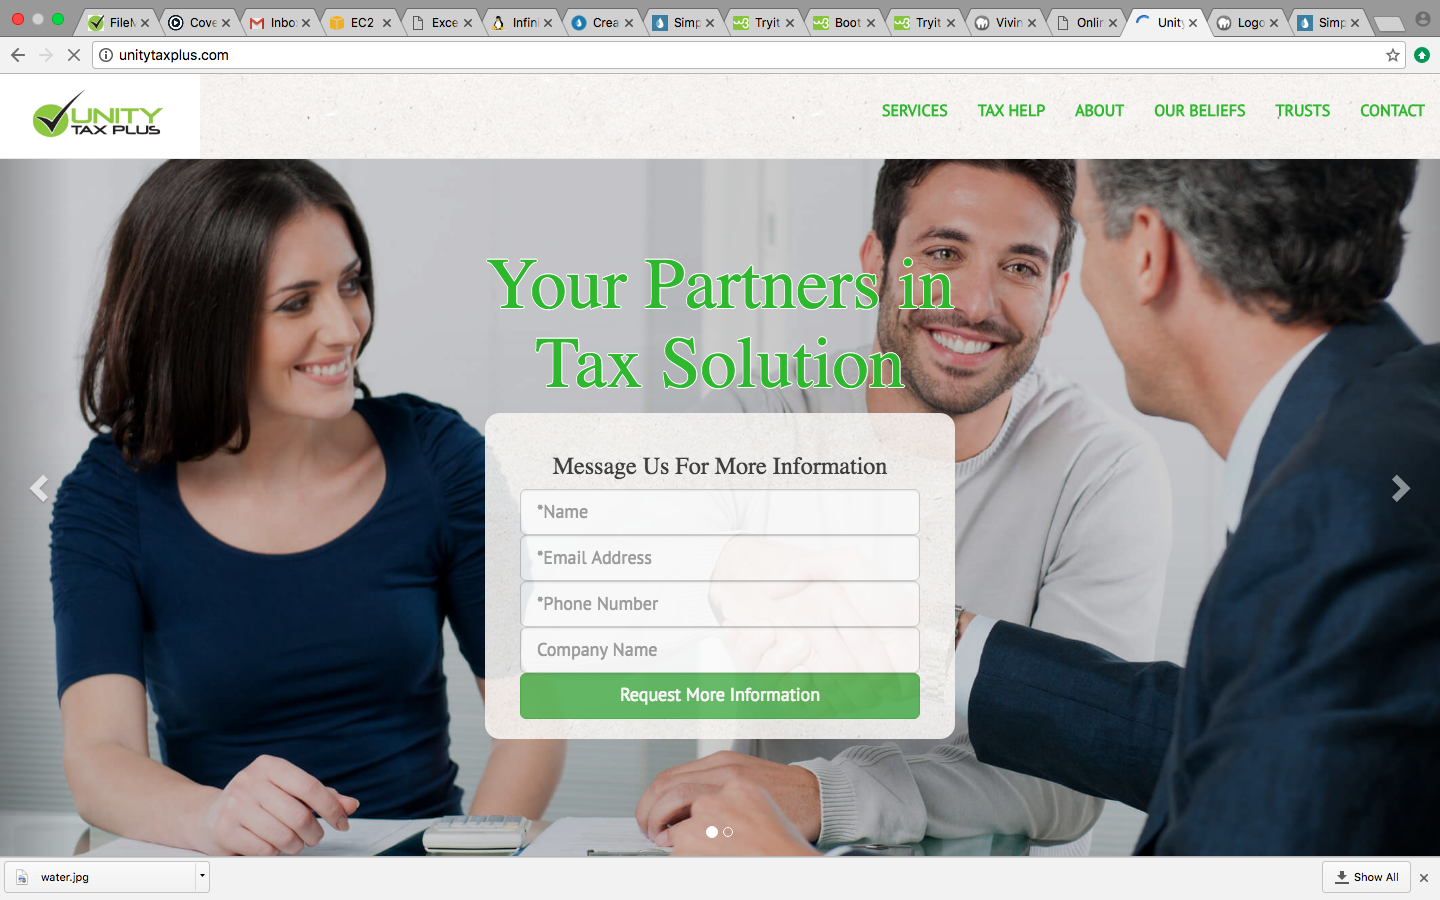 FileM
Cove
Inbo
EC2
Exce
Infin
Crea
Simp
Tryit
Boot
Tryit
Vivin
Onlin
Unity
Logo
Simp
unitytaxplus.com
UNITY
TAX PLUS
SERVICES
TAX HELP
ABOUT
OUR BELIEFS
TRUSTS
CONTACT
Your Partners in
Tax Solution
Message Us For More Information
*Name
*Email Address
*Phone Number
Company Name
Request More Information
water.jpg
Show All